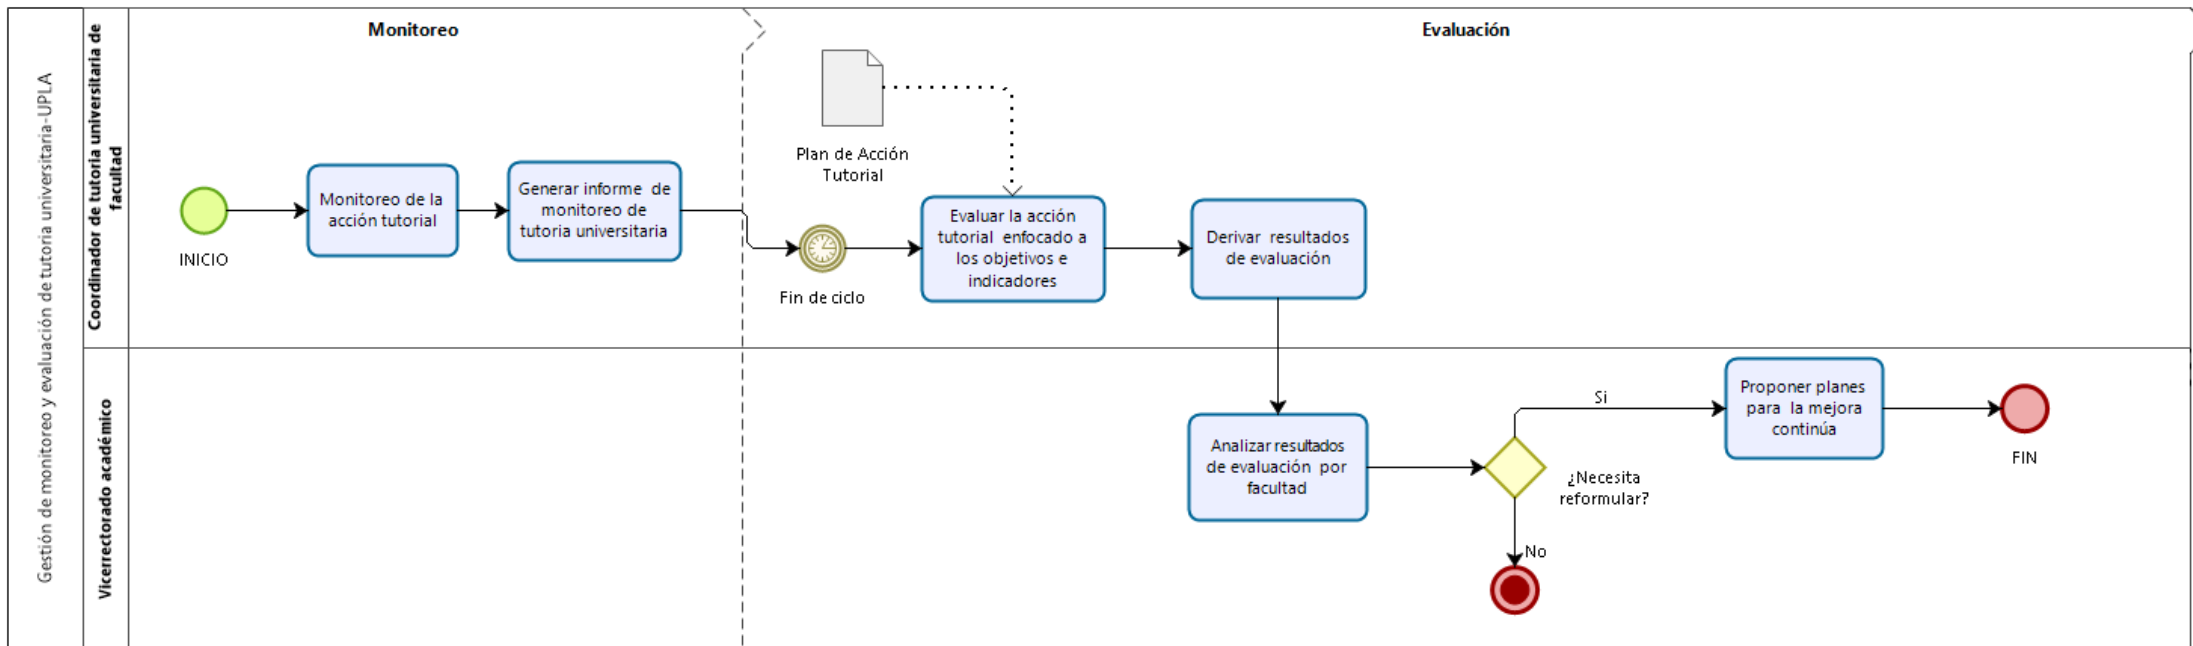 Gestión de monitoreo y evaluación de tutoria universitaria-UPLA
Coordinador de tutoria universitaria de
facultad
Vicerrectorado académico
Monitoreo
Evaluación
INICIO
Monitoreo de la
acción tutorial
Generar informe de
monitoreo de
tutoria universitaria
Plan de Acción
Tutorial
Fin de ciclo
Evaluar la acción
tutorial enfocado a
los objetivos e
indicadores
Derivar resultados
de evaluación
Analizar resultados
de evaluación por
facultad
¿Necesita
reformular?
Si
No
Proponer planes
para la mejora
continúa
FIN